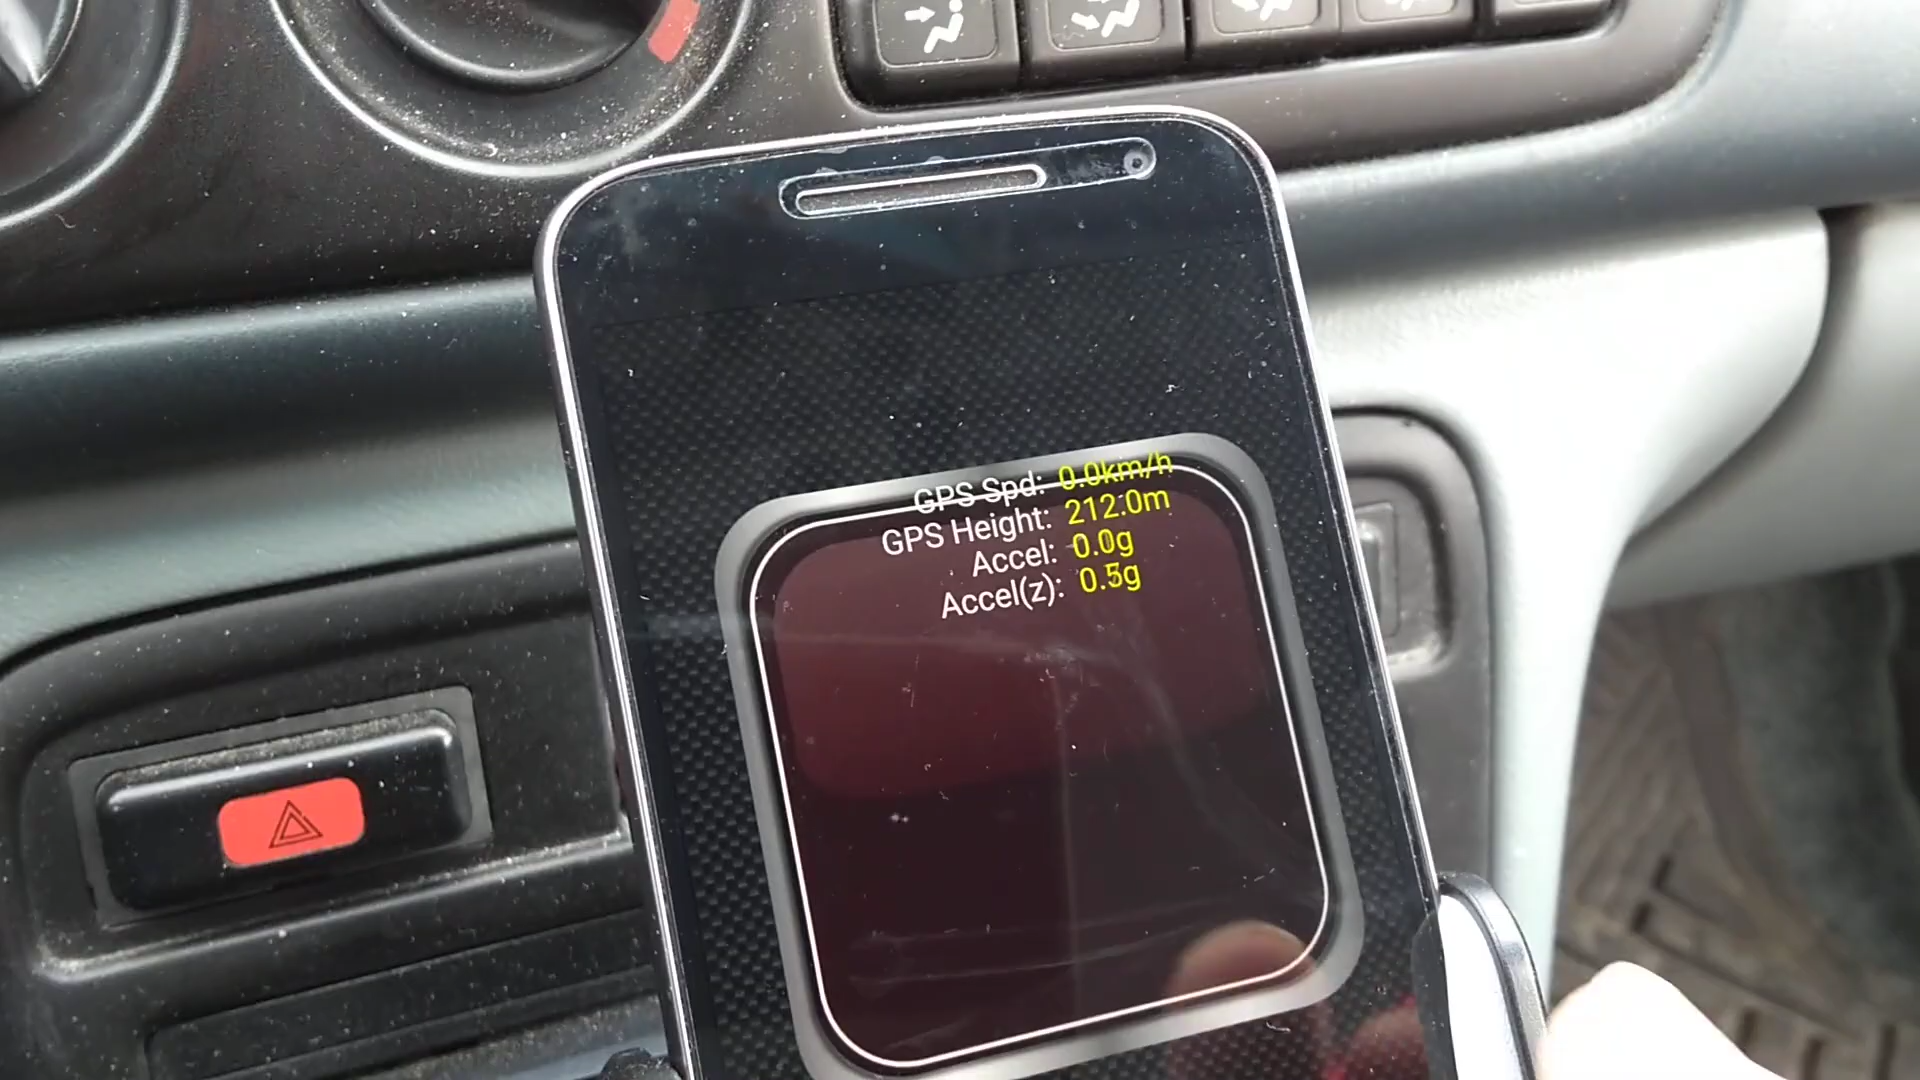 GPS Spd: 0.0km/h
GPS Height: 212.0m
Accel: 0.0g
Accel(z): 0.5g